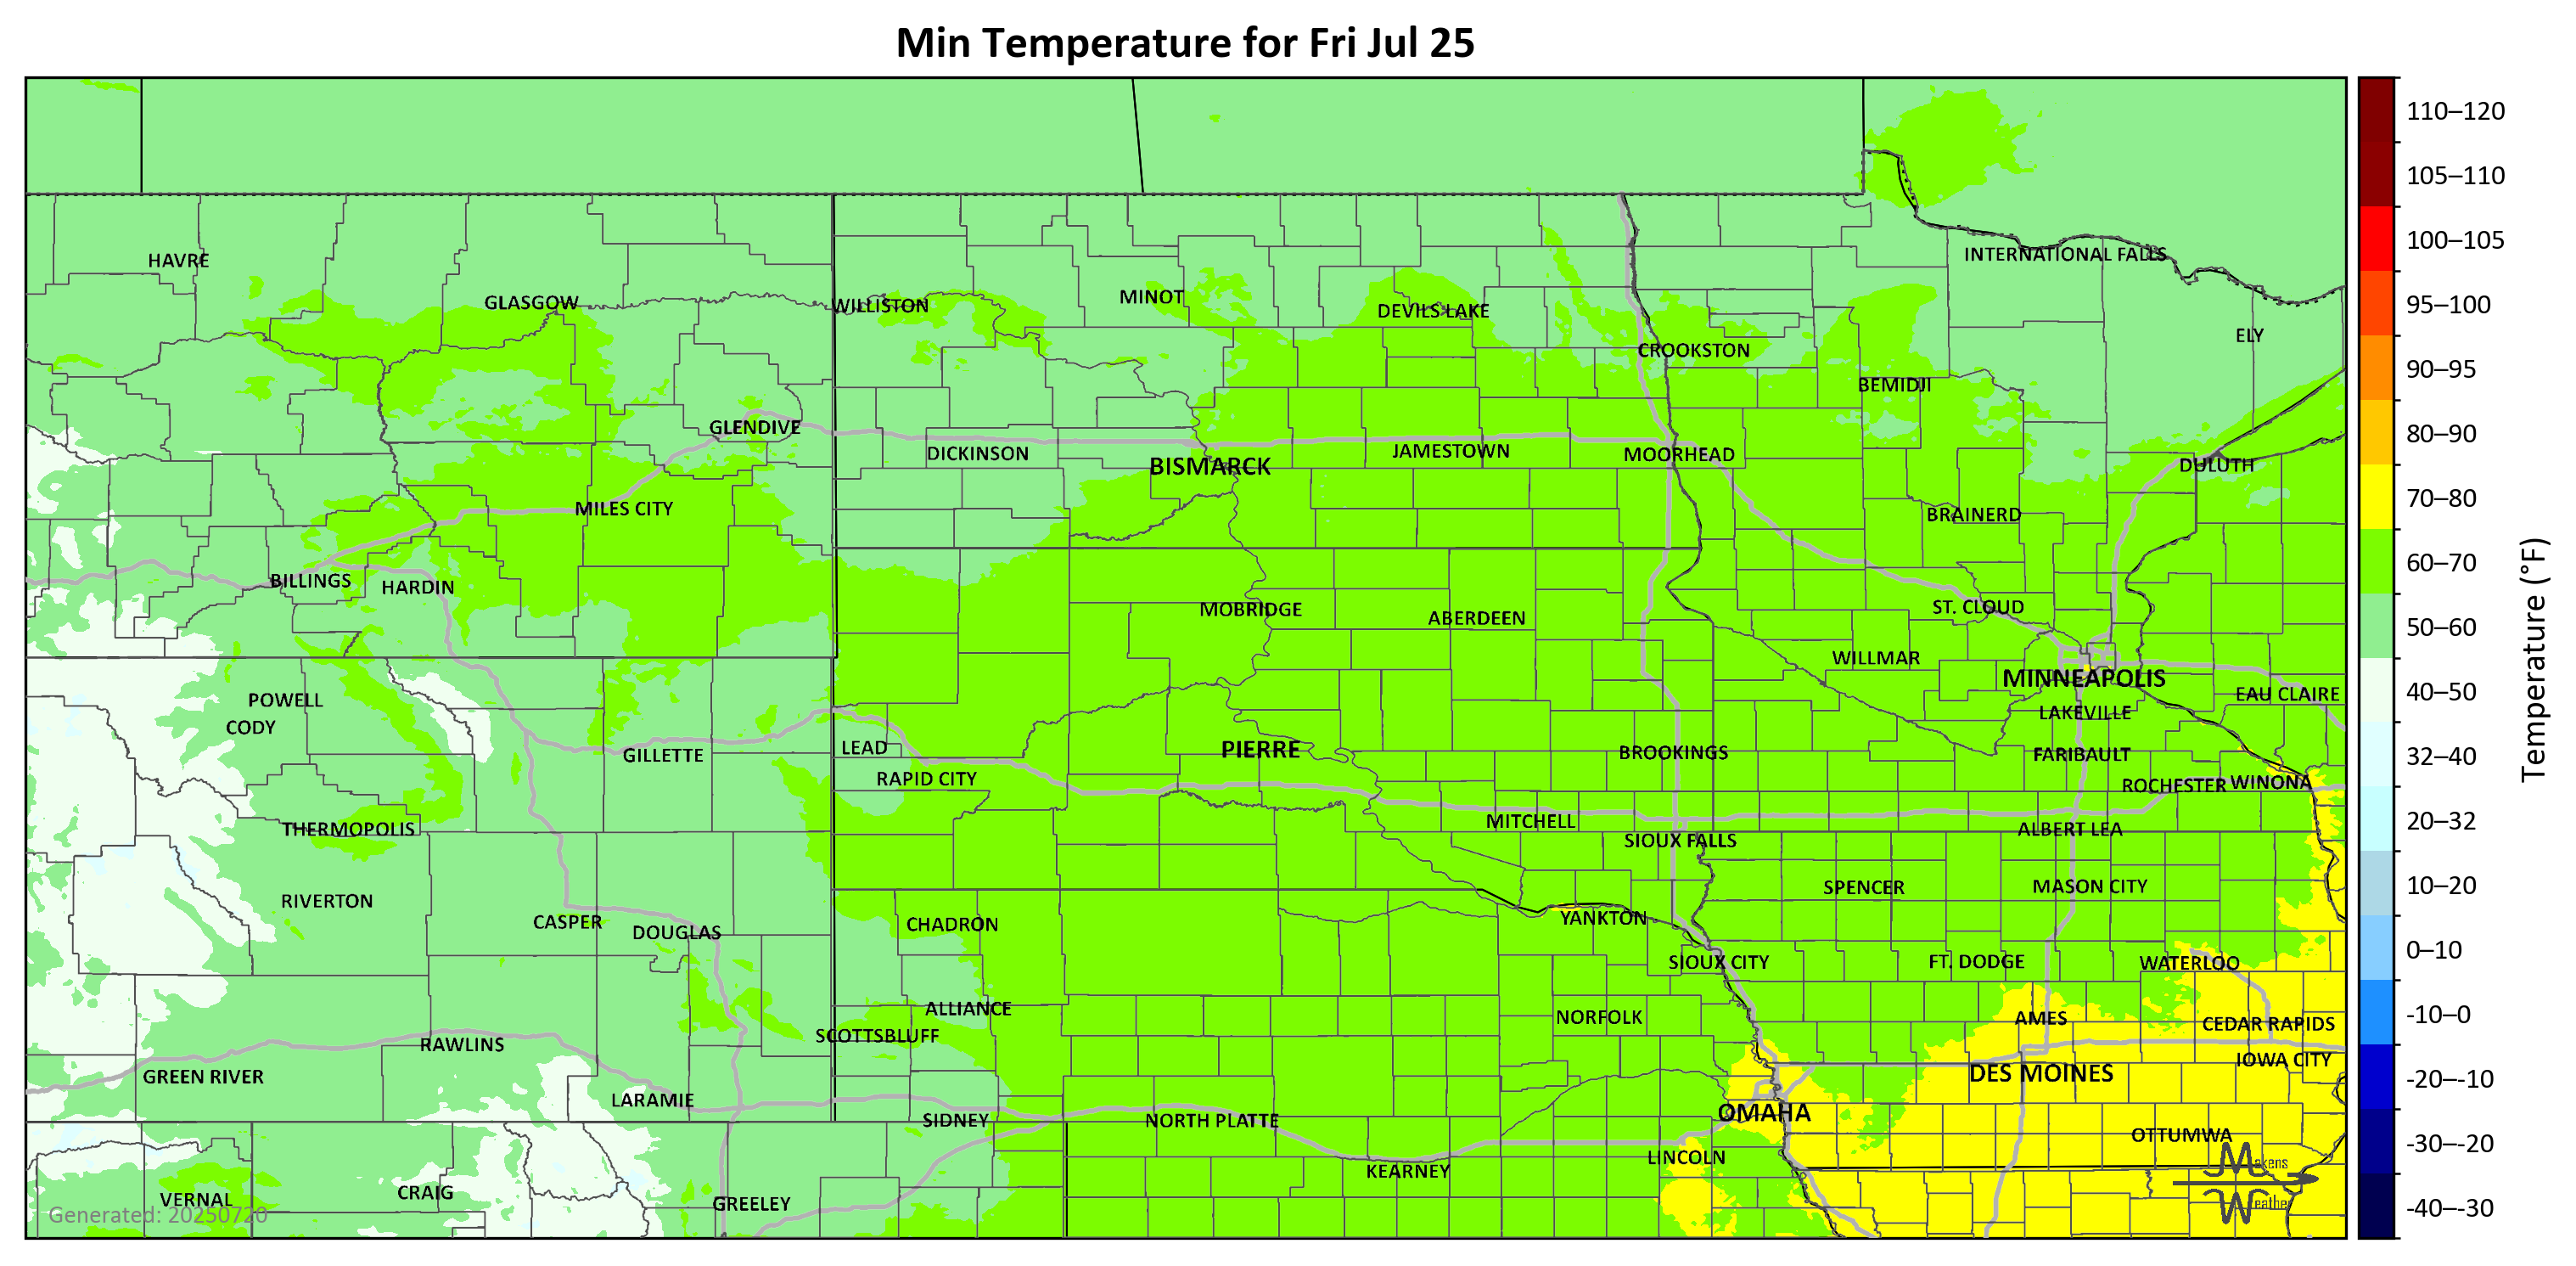 Min Temperature for Fri Jul 25
110–120
105–110
100–105
95–100
90–95
80–90
70–80
60–70
50–60
40–50
32–40
20–32
10–20
0–10
-10–0
-20–-10
-30–-20
-40–-30
Temperature (°F)
HAVRE
GLASGOW
WILLISTON
MINOT
DEVILS LAKE
INTERNATIONAL FALLS
ELY
CROOKSTON
BEMIDJI
GLENDIVE
DICKINSON
BISMARCK
JAMESTOWN
MOORHEAD
DULUTH
MILES CITY
BRAINERD
BILLINGS
HARDIN
MOBRIDGE
ABERDEEN
ST. CLOUD
WILLMAR
MINNEAPOLIS
EAU CLAIRE
POWELL
CODY
LAKEVILLE
GILLETTE
LEAD
PIERRE
BROOKINGS
FARIBAULT
RAPID CITY
ROCHESTER
WINONA
THERMOPOLIS
MITCHELL
SIOUX FALLS
ALBERT LEA
RIVERTON
SPENCER
MASON CITY
CASPER
DOUGLAS
CHADRON
YANKTON
SIOUX CITY
FT. DODGE
WATERLOO
ALLIANCE
NORFOLK
AMES
CEDAR RAPIDS
SCOTTSBLUFF
RAWLINS
IOWA CITY
GREEN RIVER
DES MOINES
LARAMIE
SIDNEY
NORTH PLATTE
OMAHA
OTTUMWA
LINCOLN
KEARNEY
VERNAL
CRAIG
GREELEY
Generated: 20250720
Makens
Weather